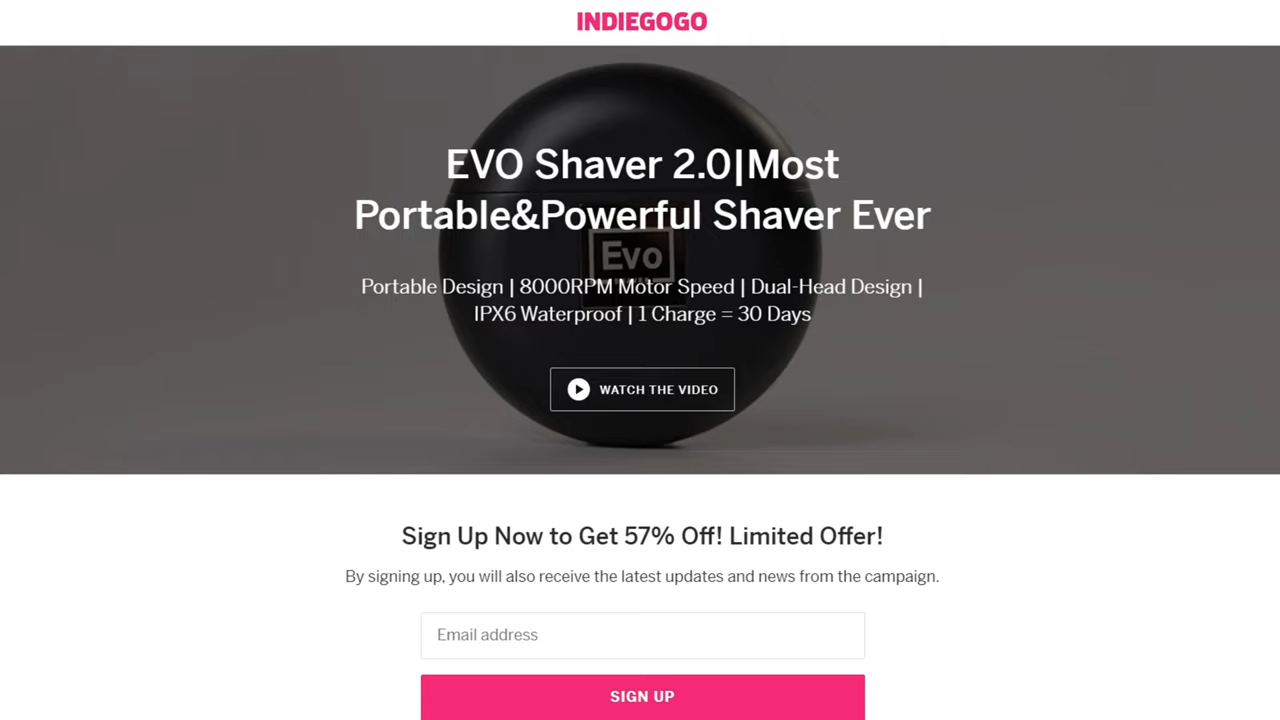 INDIEGOGO
EVO Shaver 2.0|Most
Portable&Powerful Shaver Ever
Evo
Portable Design | 8000RPM Motor Speed | Dual-Head Design |
IPX6 Waterproof | 1 Charge = 30 Days
WATCH THE VIDEO
Sign Up Now to Get 57% Off! Limited Offer!
By signing up, you will also receive the latest updates and news from the campaign.
Email address
SIGN UP